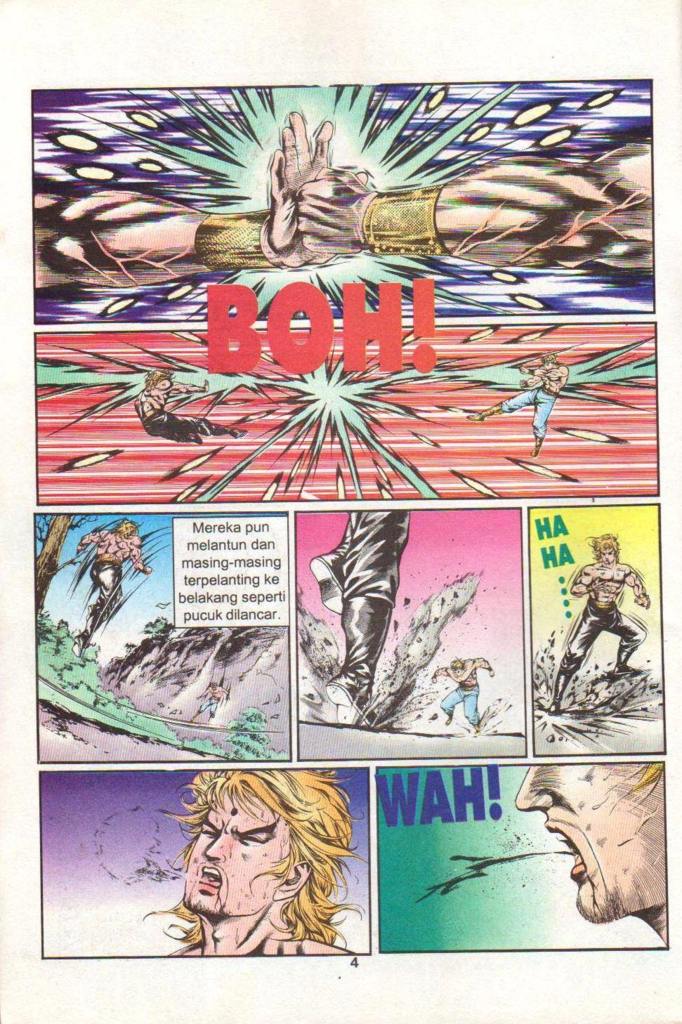 BOH!
Mereka pun
melantun dan
masing-masing
terpelanting ke
belakang seperti
pucuk dilancar.
HA
HA
WAH!
4